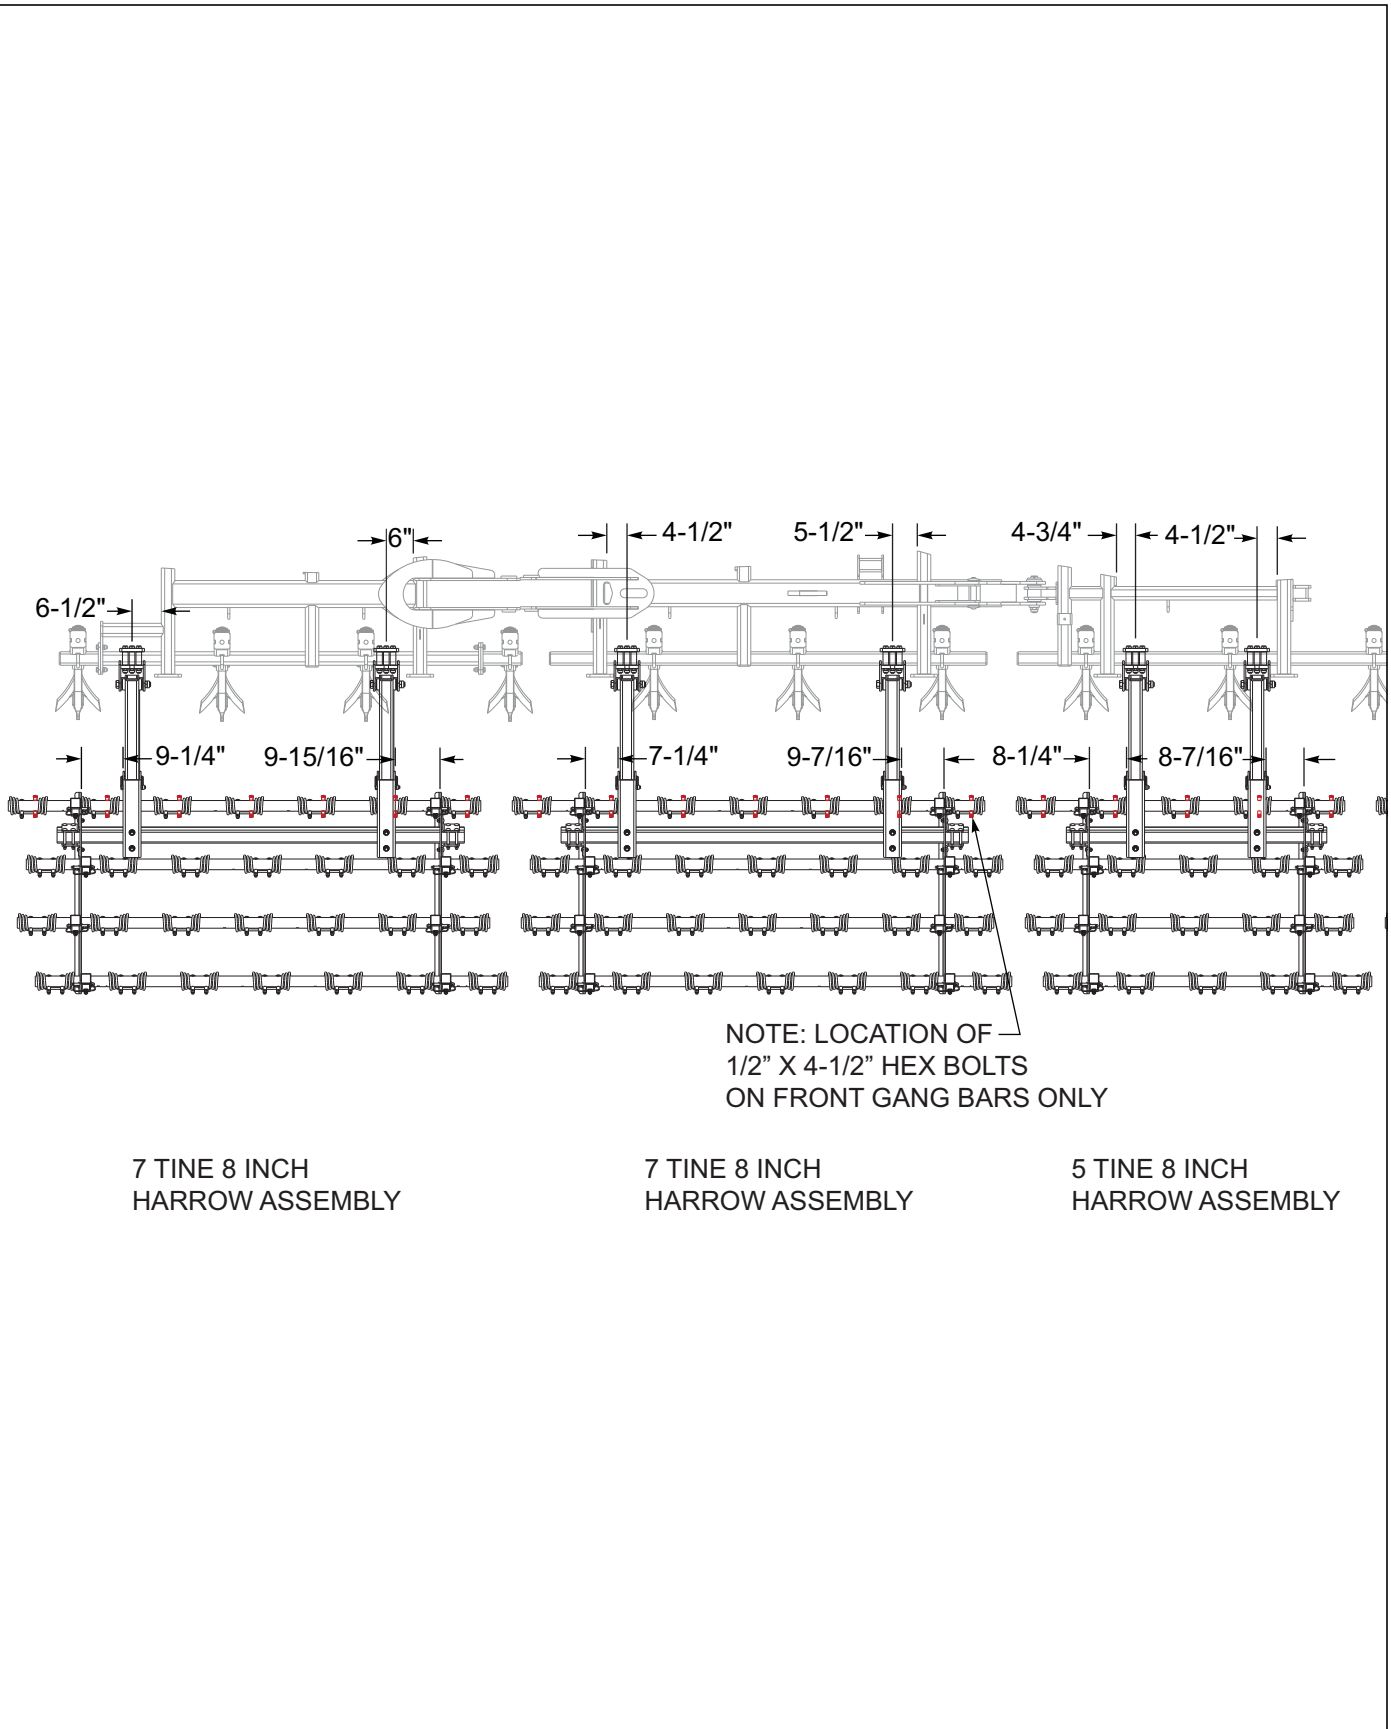 6"
4-1/2"
5-1/2"
4-3/4"
4-1/2"
6-1/2"
9-1/4"
9-15/16"
7-1/4"
9-7/16"
8-1/4"
8-7/16"
NOTE: LOCATION OF
1/2” X 4-1/2” HEX BOLTS
ON FRONT GANG BARS ONLY
7 TINE 8 INCH
HARROW ASSEMBLY
7 TINE 8 INCH
HARROW ASSEMBLY
5 TINE 8 INCH
HARROW ASSEMBLY